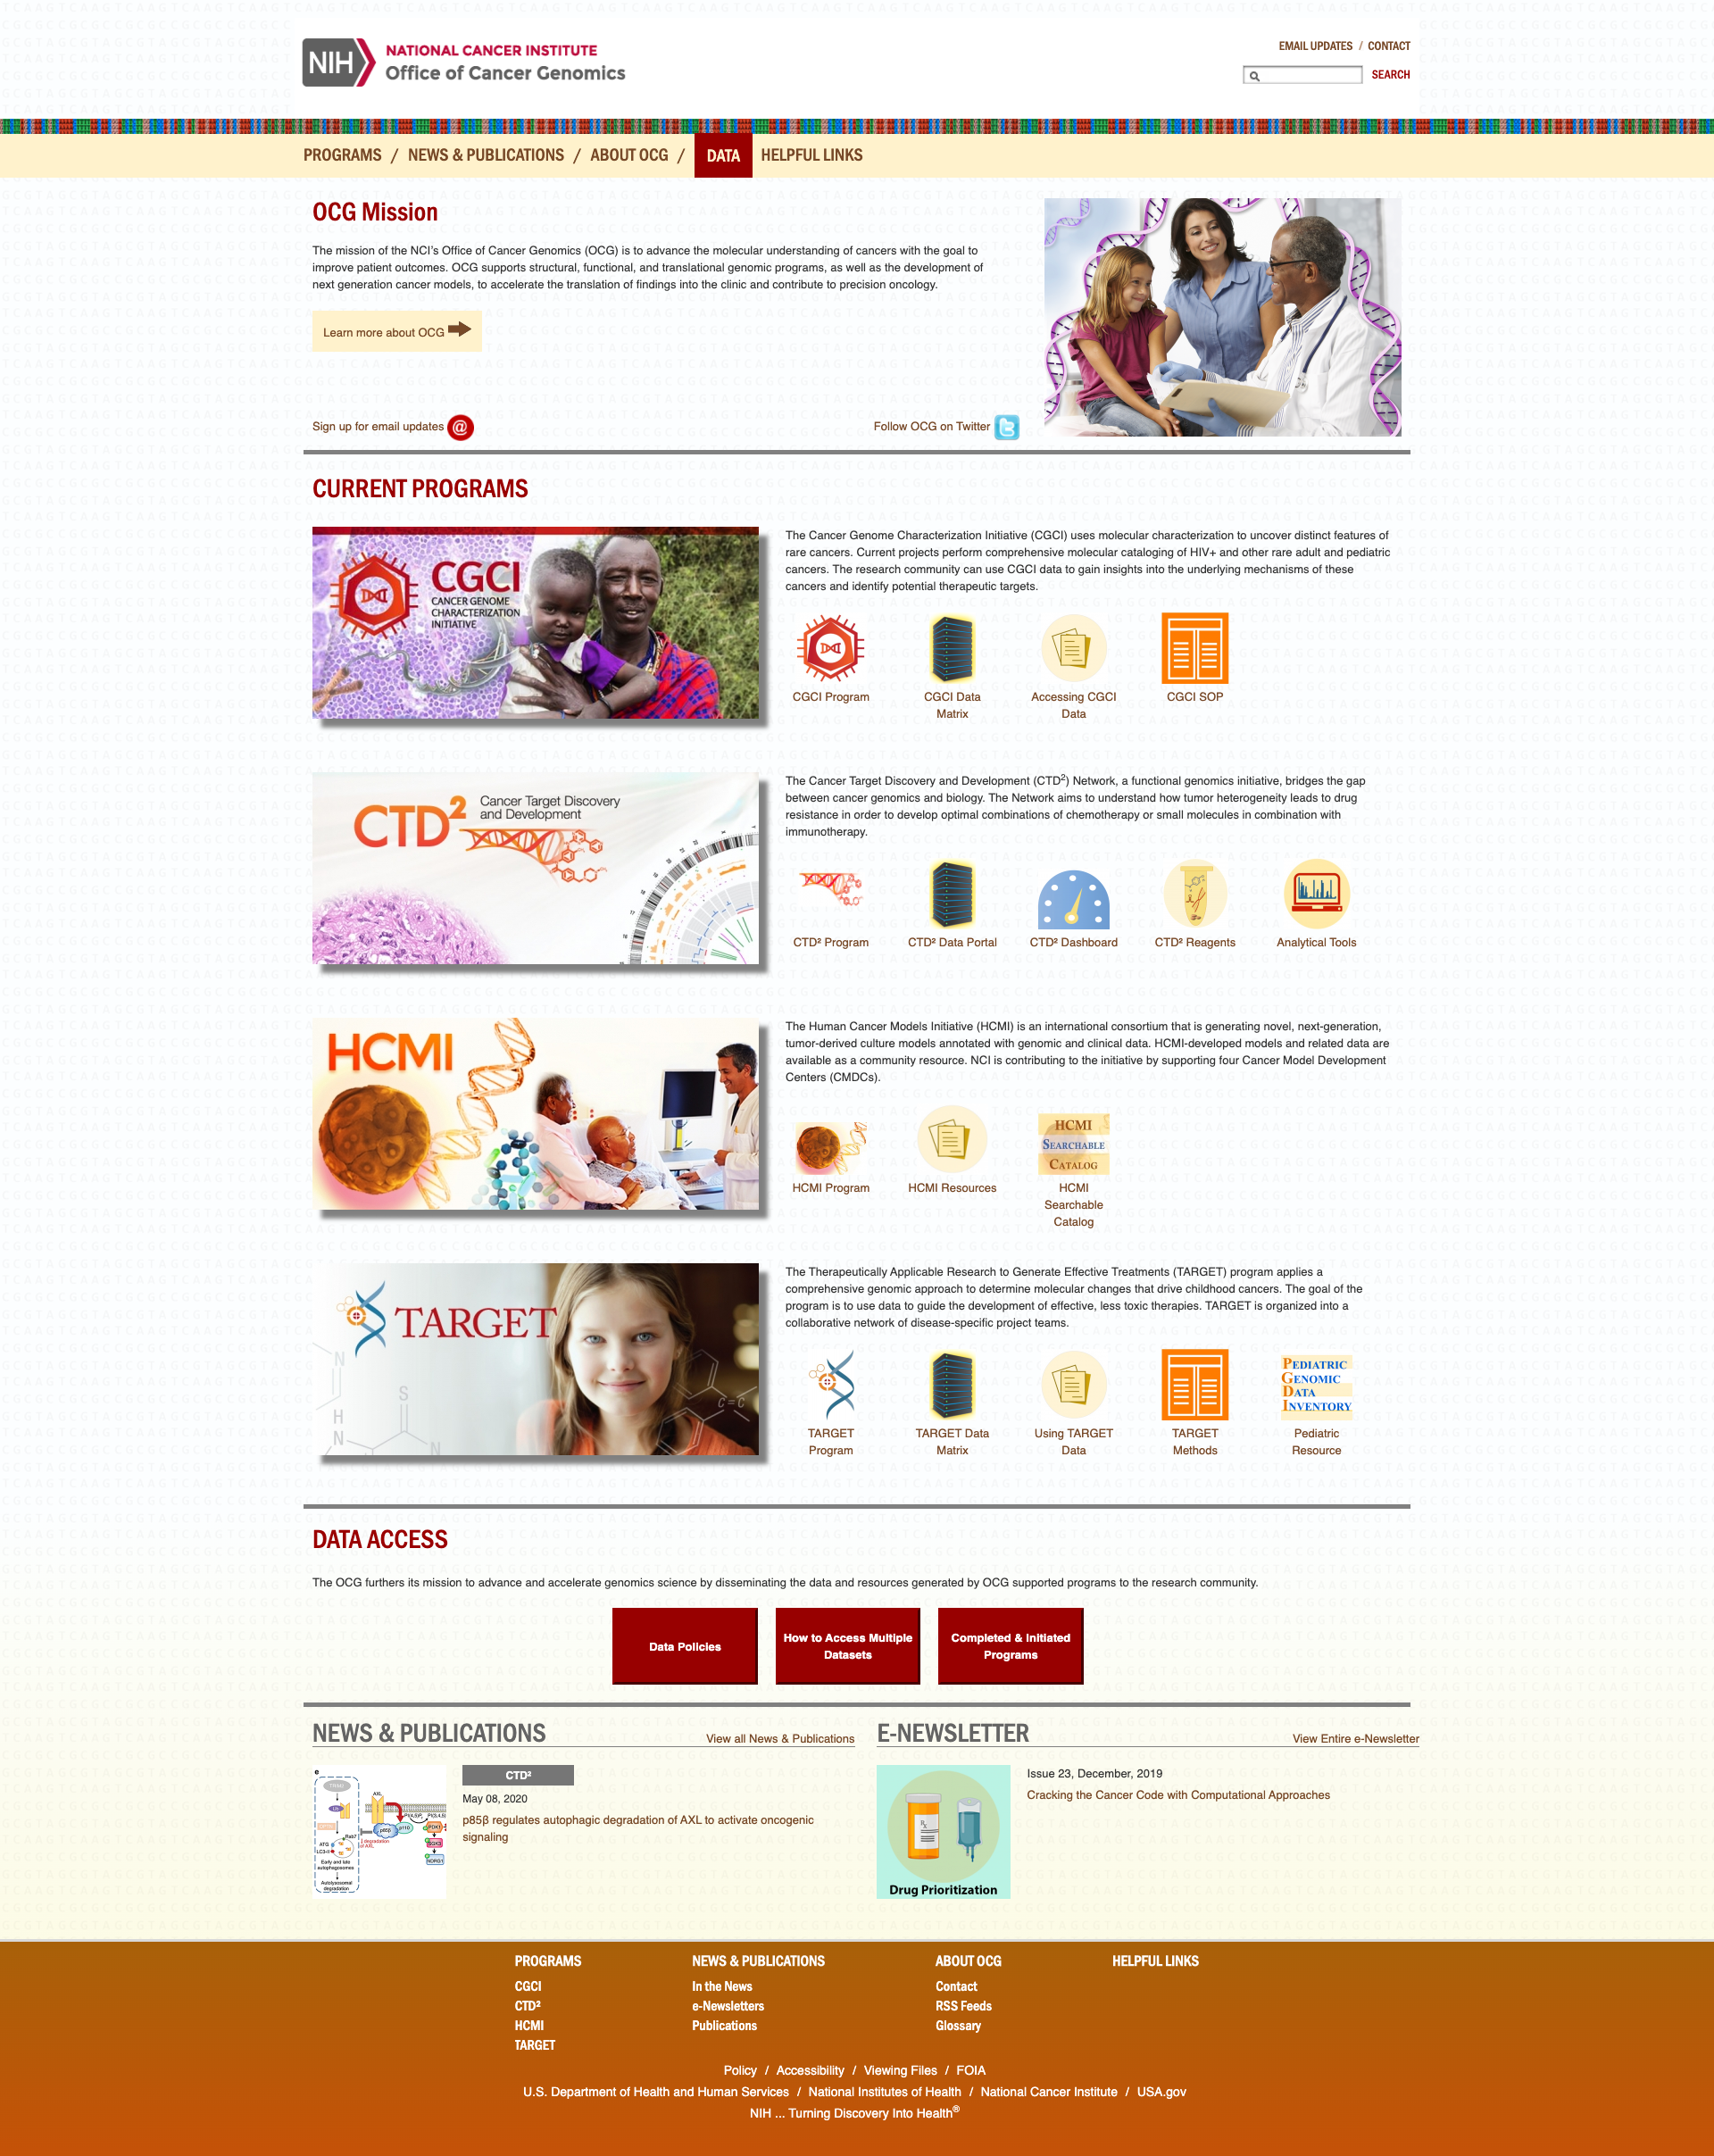 NIH
NATIONAL CANCER INSTITUTE
Office of Cancer Genomics
EMAIL UPDATES / CONTACT
SEARCH
PROGRAMS / NEWS & PUBLICATIONS / ABOUT OCG / DATA HELPFUL LINKS
OCG Mission
The mission of the NCI's Office of Cancer Genomics (OCG) is to advance the molecular understanding of cancers with the goal to
improve patient outcomes. OCG supports structural, functional, and translational genomic programs, as well as the development of
next generation cancer models, to accelerate the translation of findings into the clinic and contribute to precision oncology.
Learn more about OCG
Sign up for email updates @
Follow OCG on Twitter
CURRENT PROGRAMS
CGCI
CANCER GENOME
CHARACTERIZATION
INITIATIVE
The Cancer Genome Characterization Initiative (CGCI) uses molecular characterization to uncover distinct features of
rare cancers. Current projects perform comprehensive molecular cataloging of HIV+ and other rare adult and pediatric
cancers. The research community can use CGCI data to gain insights into the underlying mechanisms of these
cancers and identify potential therapeutic targets.
CGCI Program
CGCI Data
Matrix
Accessing CGCI
Data
CGCI SOP
CTD²
Cancer Target Discovery
and Development
The Cancer Target Discovery and Development (CTD²) Network, a functional genomics initiative, bridges the gap
between cancer genomics and biology. The Network aims to understand how tumor heterogeneity leads to drug
resistance in order to develop optimal combinations of chemotherapy or small molecules in combination with
immunotherapy.
CTD² Program
CTD² Data Portal
CTD² Dashboard
CTD² Reagents
Analytical Tools
HCMI
The Human Cancer Models Initiative (HCMI) is an international consortium that is generating novel, next-generation,
tumor-derived culture models annotated with genomic and clinical data. HCMI-developed models and related data are
available as a community resource. NCI is contributing to the initiative by supporting four Cancer Model Development
Centers (CMDCs).
HCMI
SEARCHABLE
CATALOG
HCMI Program
HCMI Resources
HCMI
Searchable
Catalog
TARGET
N
S
H
N
N
C=C
The Therapeutically Applicable Research to Generate Effective Treatments (TARGET) program applies a
comprehensive genomic approach to determine molecular changes that drive childhood cancers. The goal of the
program is to use data to guide the development of effective, less toxic therapies. TARGET is organized into a
collaborative network of disease-specific project teams.
PEDIATRIC
GENOMIC
DATA
INVENTORY
TARGET
Program
TARGET Data
Matrix
Using TARGET
Data
TARGET
Methods
Pediatric
Resource
DATA ACCESS
The OCG furthers its mission to advance and accelerate genomics science by disseminating the data and resources generated by OCG supported programs to the research community.
Data Policies
How to Access Multiple
Datasets
Completed & Initiated
Programs
NEWS & PUBLICATIONS
View all News & Publications
e
AXL
p85β
p110
ATG
LC3-II
Early and late
autophagosomes
Autolysosomal
degradation
degradation
of AXL
PDK1
SGK3
NDRG1
CTD²
May 08, 2020
p85β regulates autophagic degradation of AXL to activate oncogenic
signaling
E-NEWSLETTER
View Entire e-Newsletter
Drug Prioritization
Issue 23, December, 2019
Cracking the Cancer Code with Computational Approaches
PROGRAMS
CGCI
CTD²
HCMI
TARGET
NEWS & PUBLICATIONS
In the News
e-Newsletters
Publications
ABOUT OCG
Contact
RSS Feeds
Glossary
HELPFUL LINKS
Policy / Accessibility / Viewing Files / FOIA
U.S. Department of Health and Human Services / National Institutes of Health / National Cancer Institute / USA.gov
NIH ... Turning Discovery Into Health®